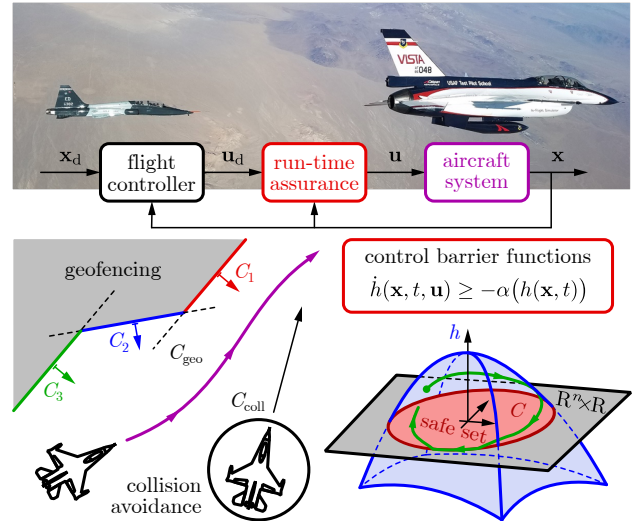 VISTA
048
USAF Test Pilot School
x_d
flight
controller
u_d
run-time
assurance
u
aircraft
system
x
geofencing
C_1
C_2
C_3
C_geo
C_coll
collision
avoidance
control barrier functions
ḣ(x, t, u) ≥ −α(h(x, t))
h
ℝⁿ×ℝ
C
safe set